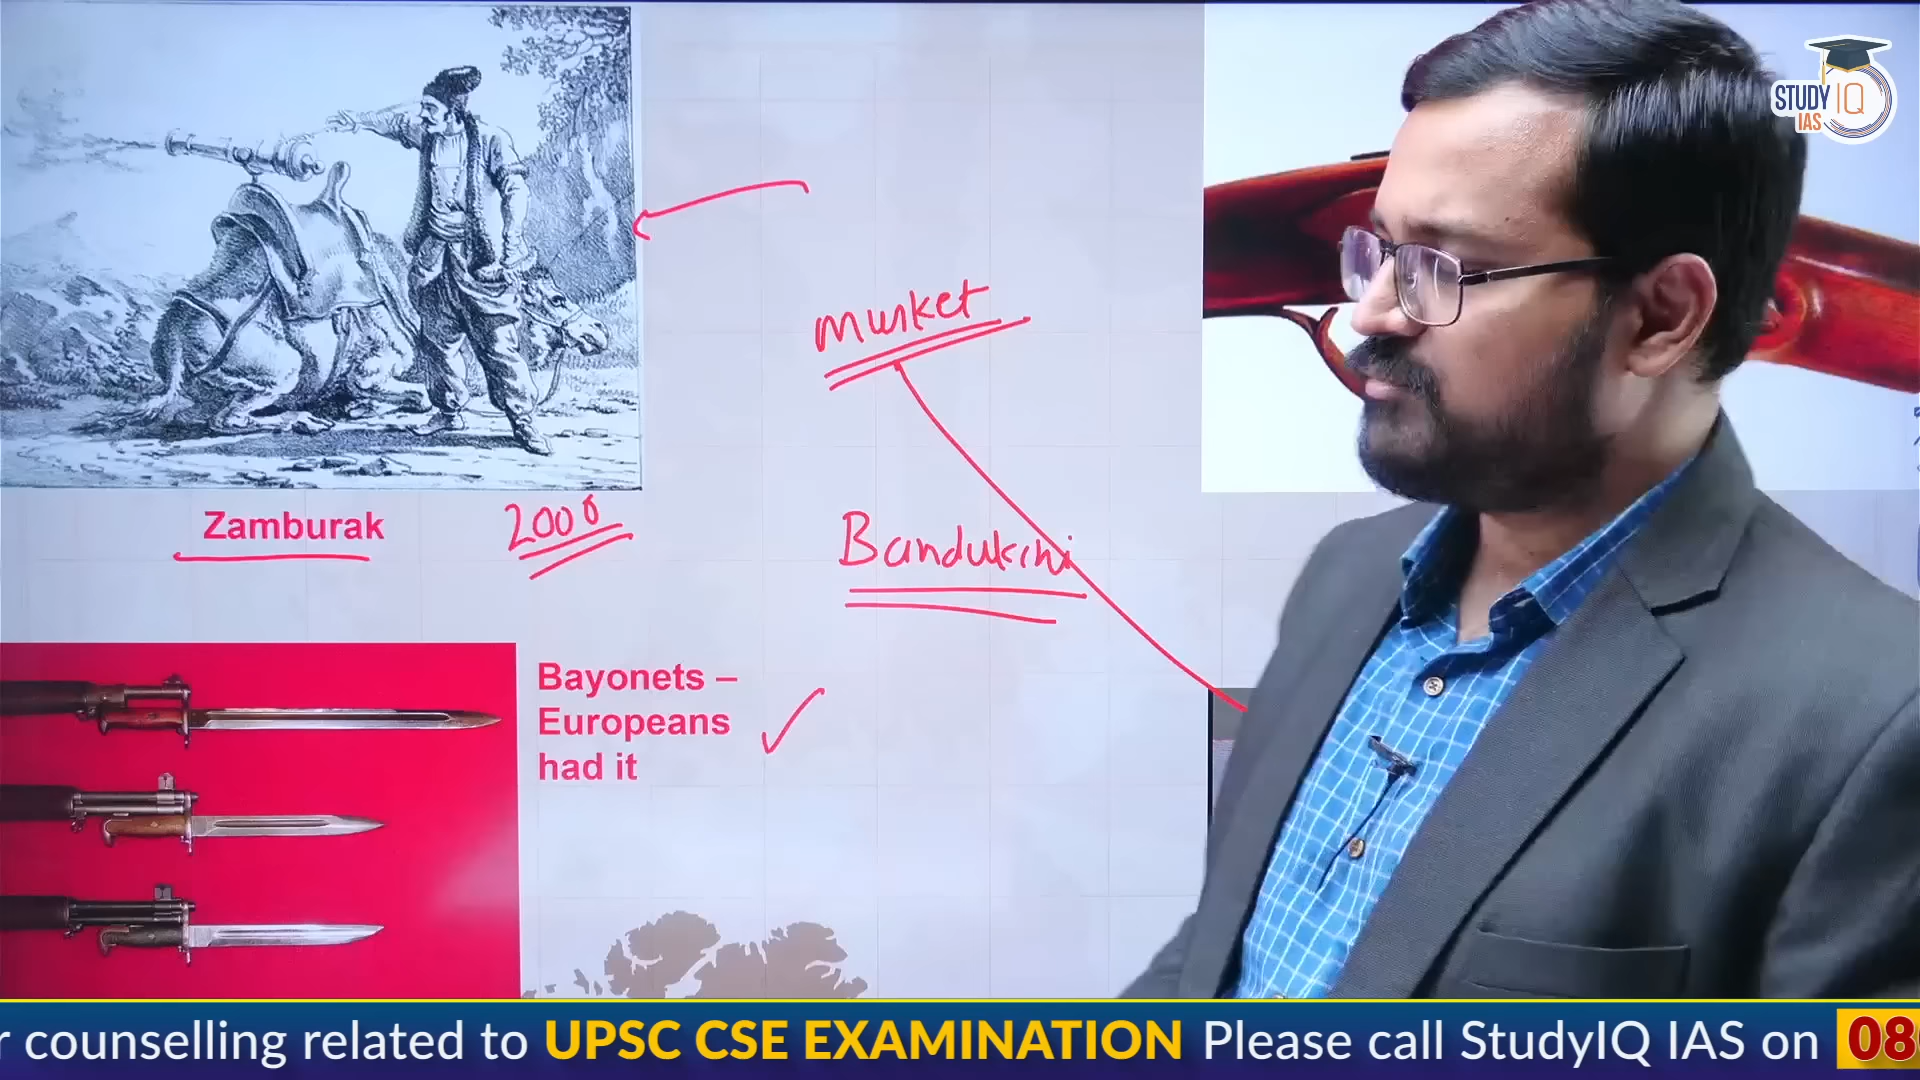 STUDY IQ
IAS
Musket
Zamburak
2000
Bandukchi
Bayonets –
Europeans
had it
r counselling related to UPSC CSE EXAMINATION Please call StudyIQ IAS on 08